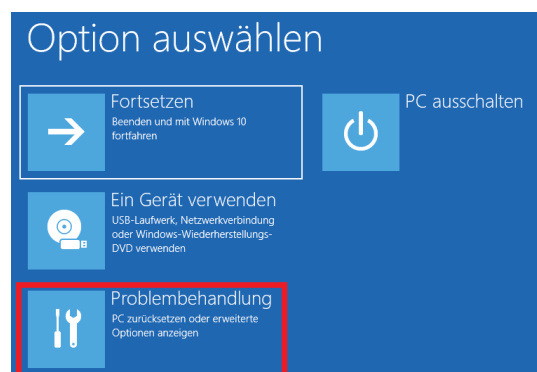 Option auswählen
Fortsetzen
Beenden und mit Windows 10
fortfahren
PC ausschalten
Ein Gerät verwenden
USB-Laufwerk, Netzwerkverbindung
oder Windows-Wiederherstellungs-
DVD verwenden
Problembehandlung
PC zurücksetzen oder erweiterte
Optionen anzeigen